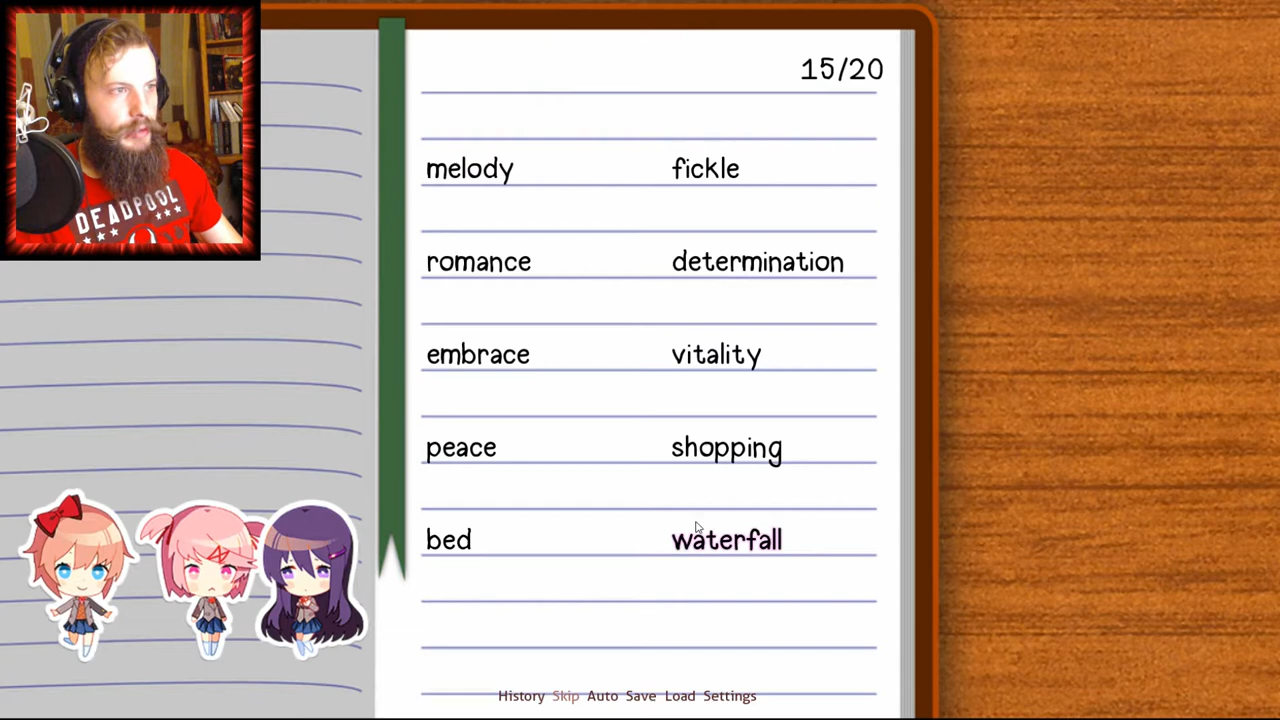 15/20
DEADPOOL
melody fickle
romance determination
embrace vitality
peace shopping
bed waterfall
History Skip Auto Save Load Settings